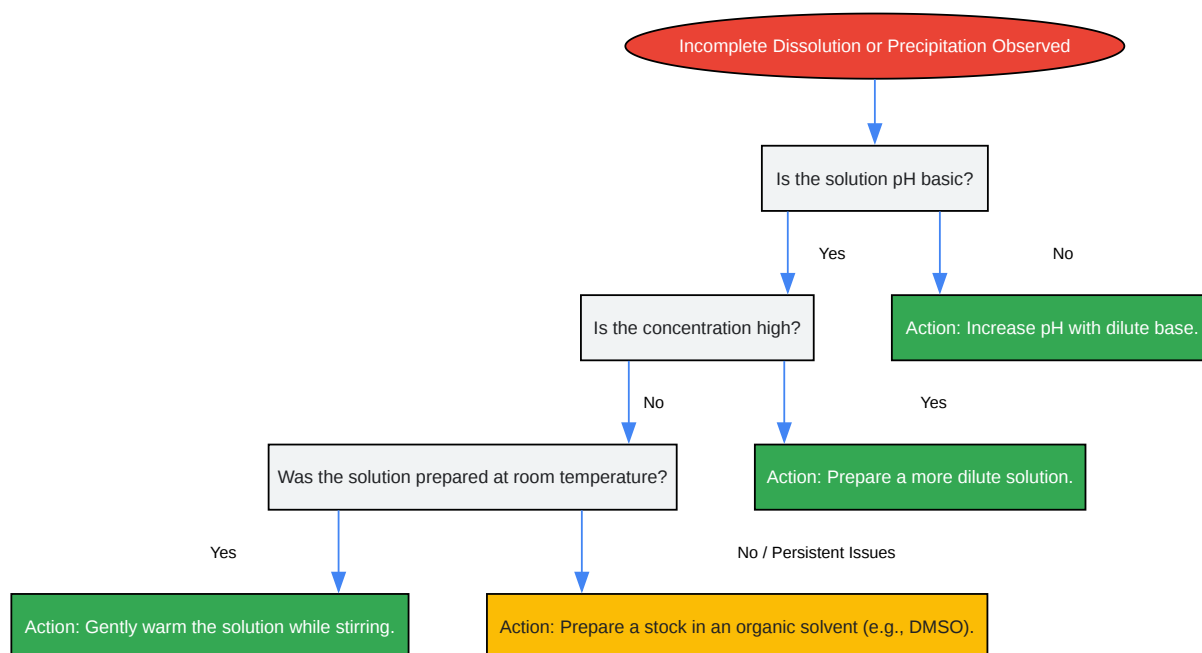 Incomplete Dissolution or Precipitation Observed
Is the solution pH basic?
Yes
No
Is the concentration high?
Action: Increase pH with dilute base.
No
Yes
Was the solution prepared at room temperature?
Action: Prepare a more dilute solution.
Yes
No / Persistent Issues
Action: Gently warm the solution while stirring.
Action: Prepare a stock in an organic solvent (e.g., DMSO).